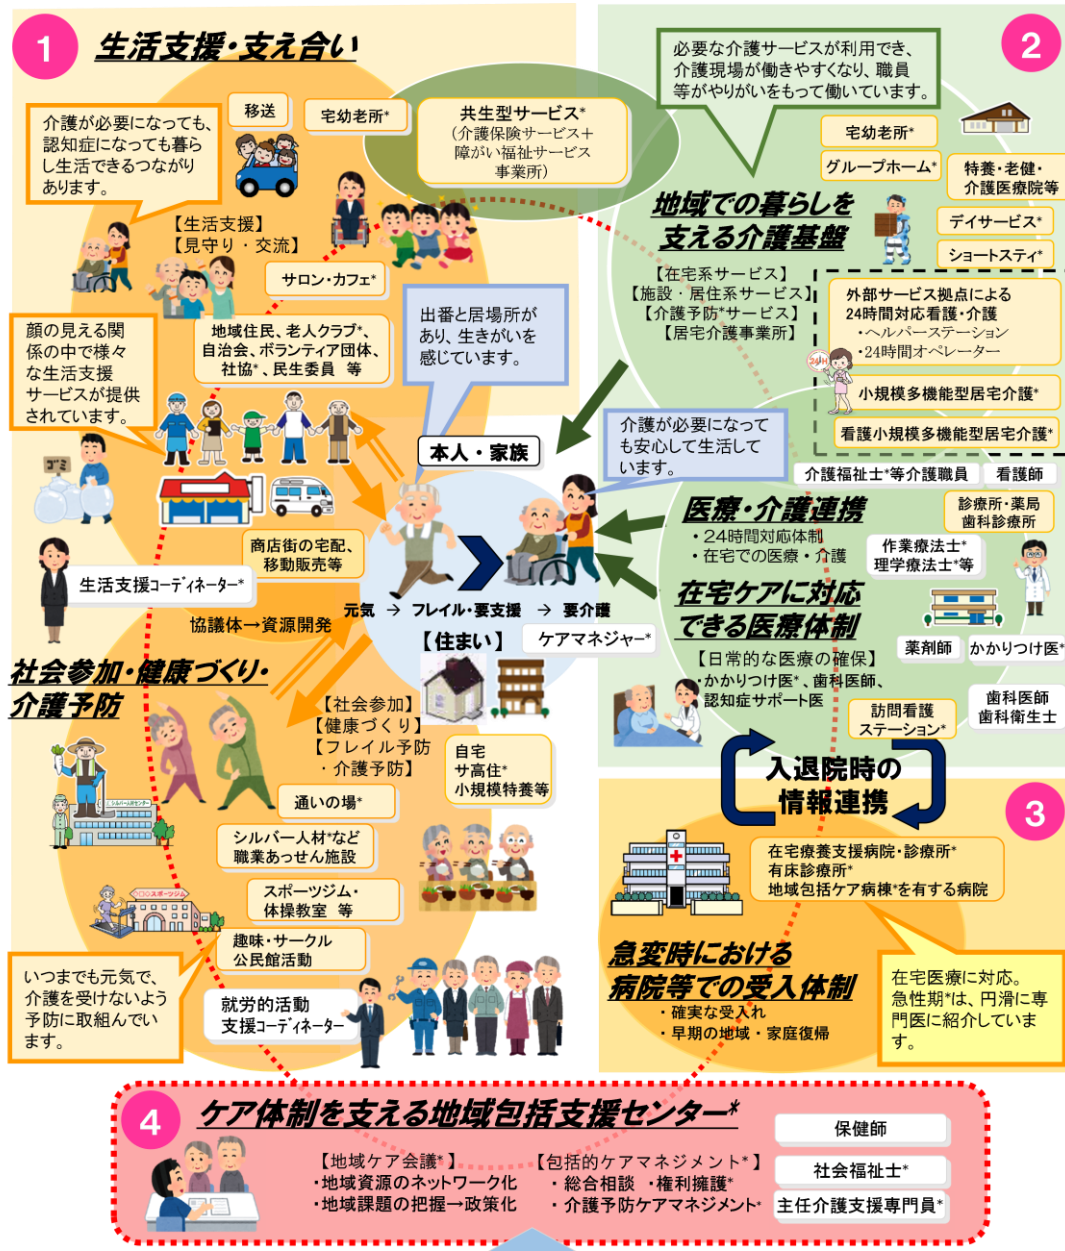 1
生活支援・支え合い
介護が必要になっても、
認知症になっても暮ら
し生活できるつながり
あります。
移送
宅幼老所*
共生型サービス*
(介護保険サービス+
障がい福祉サービス
事業所)
【生活支援】
【見守り・交流】
サロン・カフェ*
顔の見える関
係の中で様々
な生活支援
サービスが提供
されています。
地域住民、老人クラブ*、
自治会、ボランティア団体、
社協*、民生委員 等
ゴミ
商店街の宅配、
移動販売等
生活支援コーディネーター*
協議体→資源開発
出番と居場所が
あり、生きがいを
感じています。
本人・家族
介護が必要になって
も安心して生活して
います。
元気 → フレイル・要支援 → 要介護
【住まい】
ケアマネジャー*
自宅
サ高住*
小規模特養等
2
必要な介護サービスが利用でき、
介護現場が働きやすくなり、職員
等がやりがいをもって働いています。
宅幼老所*
グループホーム*
特養・老健・
介護医療院等
デイサービス*
ショートスティ*
地域での暮らしを
支える介護基盤
【在宅系サービス】
【施設・居住系サービス】
【介護予防*サービス】
【居宅介護事業所】
外部サービス拠点による
24時間対応看護・介護
・ヘルパーステーション
・24時間オペレーター
24H
小規模多機能型居宅介護*
看護小規模多機能型居宅介護*
介護福祉士*等介護職員
看護師
医療・介護連携
・24時間対応体制
・在宅での医療・介護
診療所・薬局
歯科診療所
作業療法士*
理学療法士*等
在宅ケアに対応
できる医療体制
薬剤師
かかりつけ医*
【日常的な医療の確保】
・かかりつけ医*、歯科医師、
認知症サポート医
訪問看護
ステーション*
歯科医師
歯科衛生士
入退院時の
情報連携
社会参加・健康づくり・
介護予防
【社会参加】
【健康づくり】
【フレイル予防
・介護予防】
シルバー人材センター
通いの場*
シルバー人材*など
職業あっせん施設
〇〇スポーツジム
スポーツジム・
体操教室 等
趣味・サークル
公民館活動
いつまでも元気で、
介護を受けないよう
予防に取組んでい
ます。
就労的活動
支援コーディネーター
3
在宅療養支援病院・診療所*
有床診療所*
地域包括ケア病棟*を有する病院
急変時における
病院等での受入体制
・確実な受入れ
・早期の地域・家庭復帰
在宅医療に対応。
急性期*は、円滑に専
門医に紹介していま
す。
4
ケア体制を支える地域包括支援センター*
【地域ケア会議*】
・地域資源のネットワーク化
・地域課題の把握→政策化
【包括的ケアマネジメント*】
・総合相談 ・権利擁護*
・介護予防ケアマネジメント*
保健師
社会福祉士*
主任介護支援専門員*